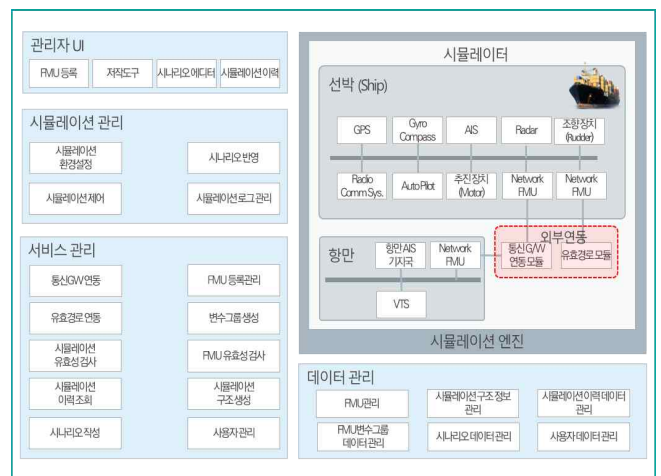 관리자 UI
FMU 등록
저작도구
시나리오 에디터
시뮬레이션 이력
시뮬레이션 관리
시뮬레이션
환경설정
시나리오 반영
시뮬레이션 제어
시뮬레이션 로그 관리
서비스 관리
통신GW 연동
FMU 등록관리
유효경로 연동
변수그룹 생성
시뮬레이션
유효성 검사
FMU 유효성 검사
시뮬레이션
이력 조회
시뮬레이션
구조 생성
시나리오 작성
사용자 관리
시뮬레이터
선박 (Ship)
GPS
Gyro
Compass
AIS
Radar
조향장치
(Rudder)
Radio
Comm Sys.
Auto Pilot
추진장치
(Motor)
Network
FMU
Network
FMU
외부연동
통신G/W
연동 모듈
유효경로 모듈
항만
항만 AIS
기지국
Network
FMU
VTS
시뮬레이션 엔진
데이터 관리
FMU관리
시뮬레이션 구조 정보
관리
시뮬레이션 이력 데이터
관리
FMU변수그룹
데이터 관리
시나리오 데이터 관리
사용자 데이터 관리